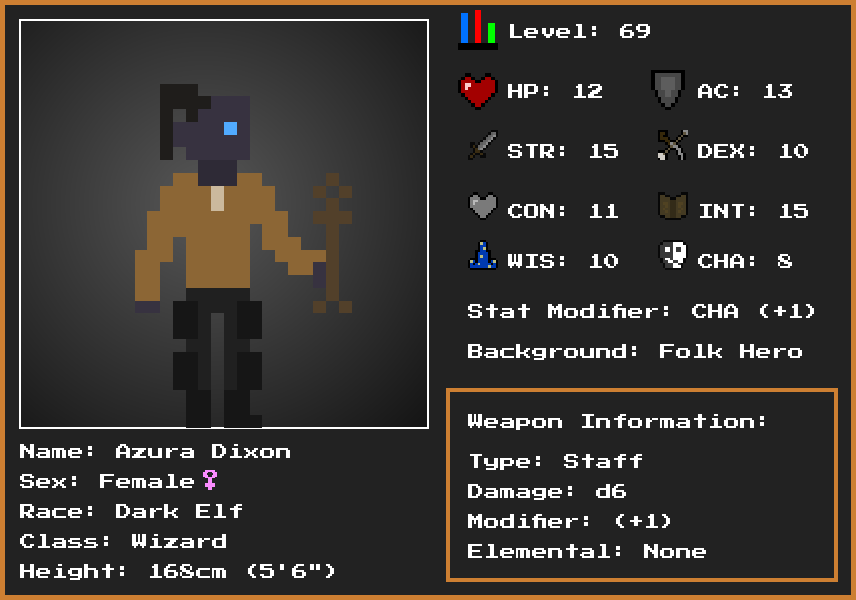 Level: 69
HP: 12 AC: 13
STR: 15 DEX: 10
CON: 11 INT: 15
WIS: 10 CHA: 8
Stat Modifier: CHA (+1)
Background: Folk Hero
Weapon Information:
Type: Staff
Damage: d6
Modifier: (+1)
Elemental: None
Name: Azura Dixon
Sex: Female♀
Race: Dark Elf
Class: Wizard
Height: 168cm (5'6")